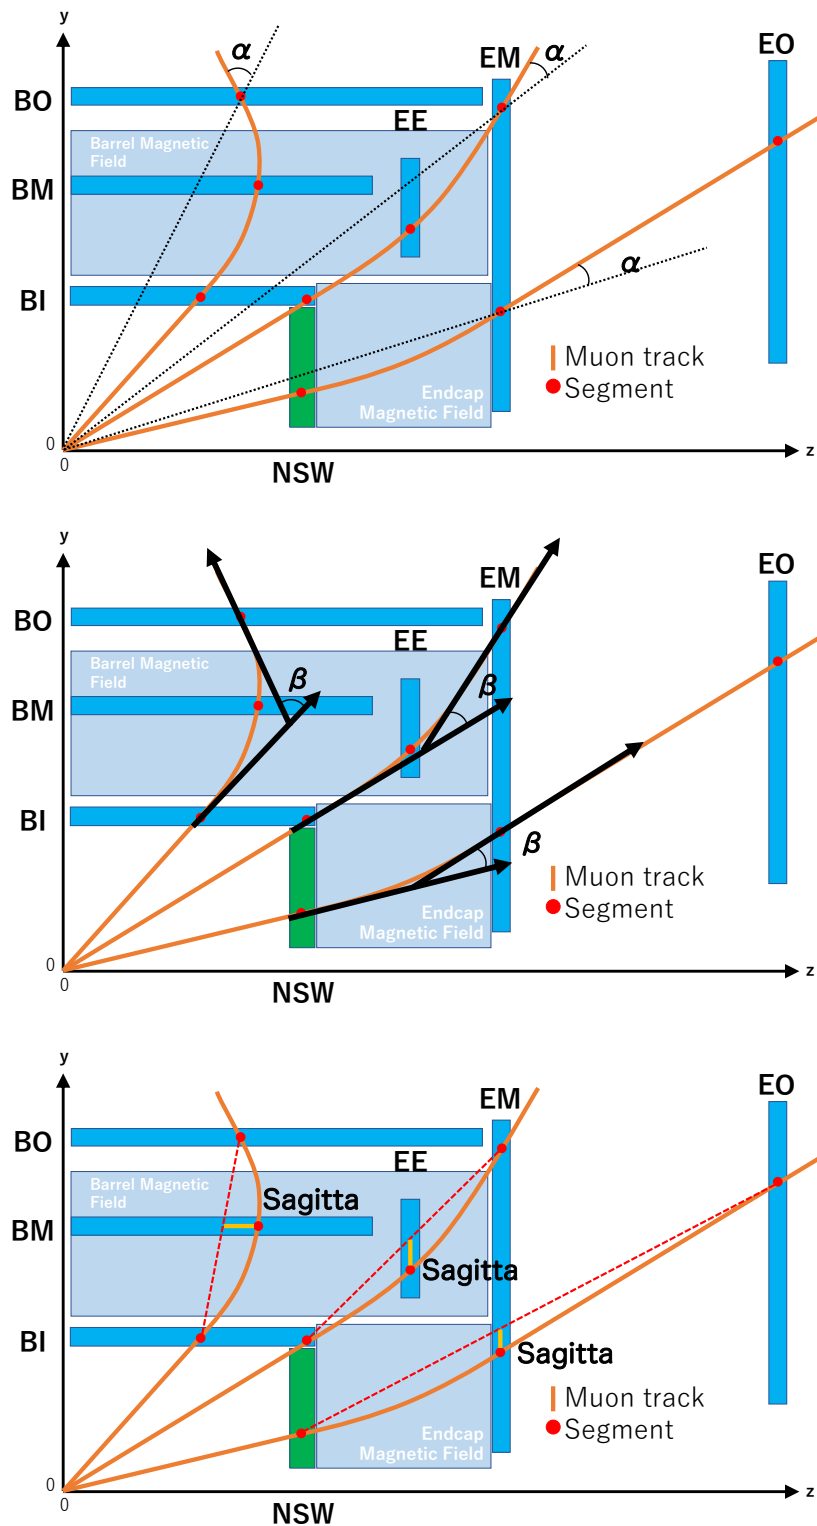 y
α
EM
α
EO
BO
EE
Barrel Magnetic
Field
BM
α
BI
Muon track
Segment
Endcap
Magnetic Field
0
0
z
NSW
y
EM
EO
BO
EE
Barrel Magnetic
Field
β
β
BM
BI
β
Muon track
Segment
Endcap
Magnetic Field
0
0
z
NSW
y
EM
EO
BO
EE
Barrel Magnetic
Field
Sagitta
BM
Sagitta
BI
Sagitta
Muon track
Segment
Endcap
Magnetic Field
0
0
z
NSW